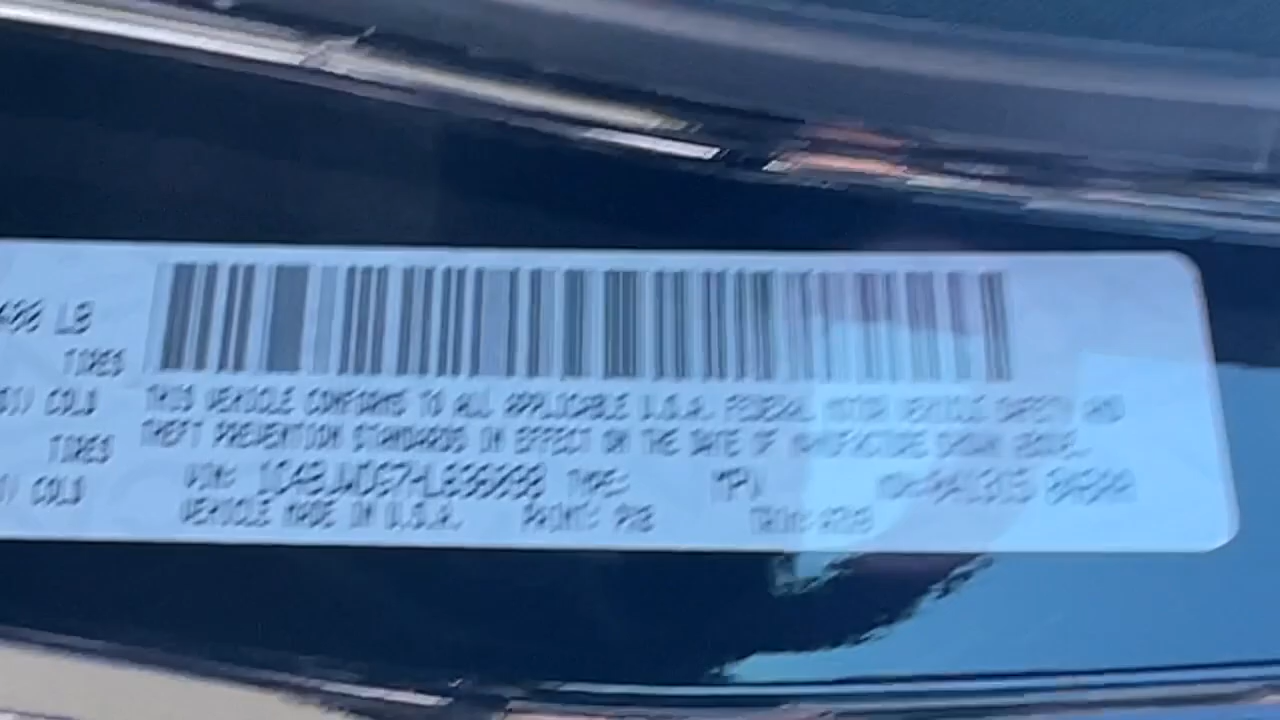 400 LB
TIRES
COLD
THIS VEHICLE CONFORMS TO ALL APPLICABLE U.S.A. FEDERAL MOTOR VEHICLE SAFETY AND
THEFT PREVENTION STANDARDS IN EFFECT ON THE DATE OF MANUFACTURE SHOWN ABOVE.
TIRES
COLD
VIN: TYPE: MPV
VEHICLE MADE IN U.S.A. PAINT: TRIM: